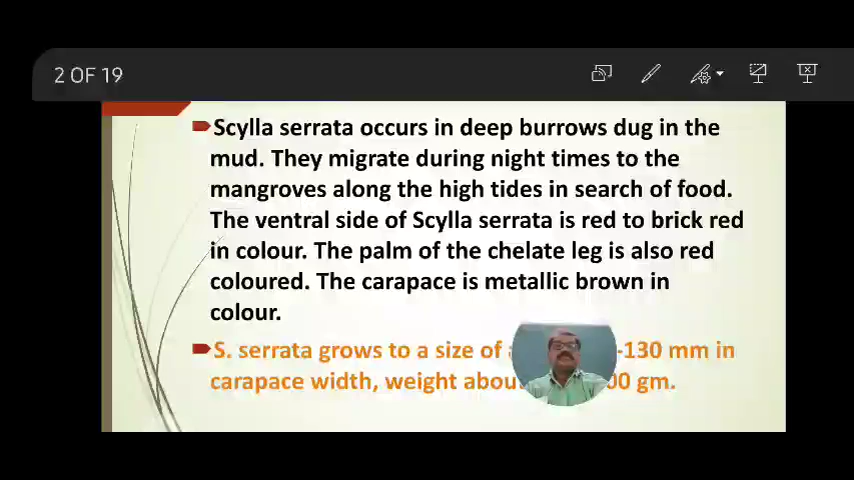 2 OF 19
Scylla serrata occurs in deep burrows dug in the
mud. They migrate during night times to the
mangroves along the high tides in search of food.
The ventral side of Scylla serrata is red to brick red
in colour. The palm of the chelate leg is also red
coloured. The carapace is metallic brown in
colour.
S. serrata grows to a size of -130 mm in
carapace width, weight gm.